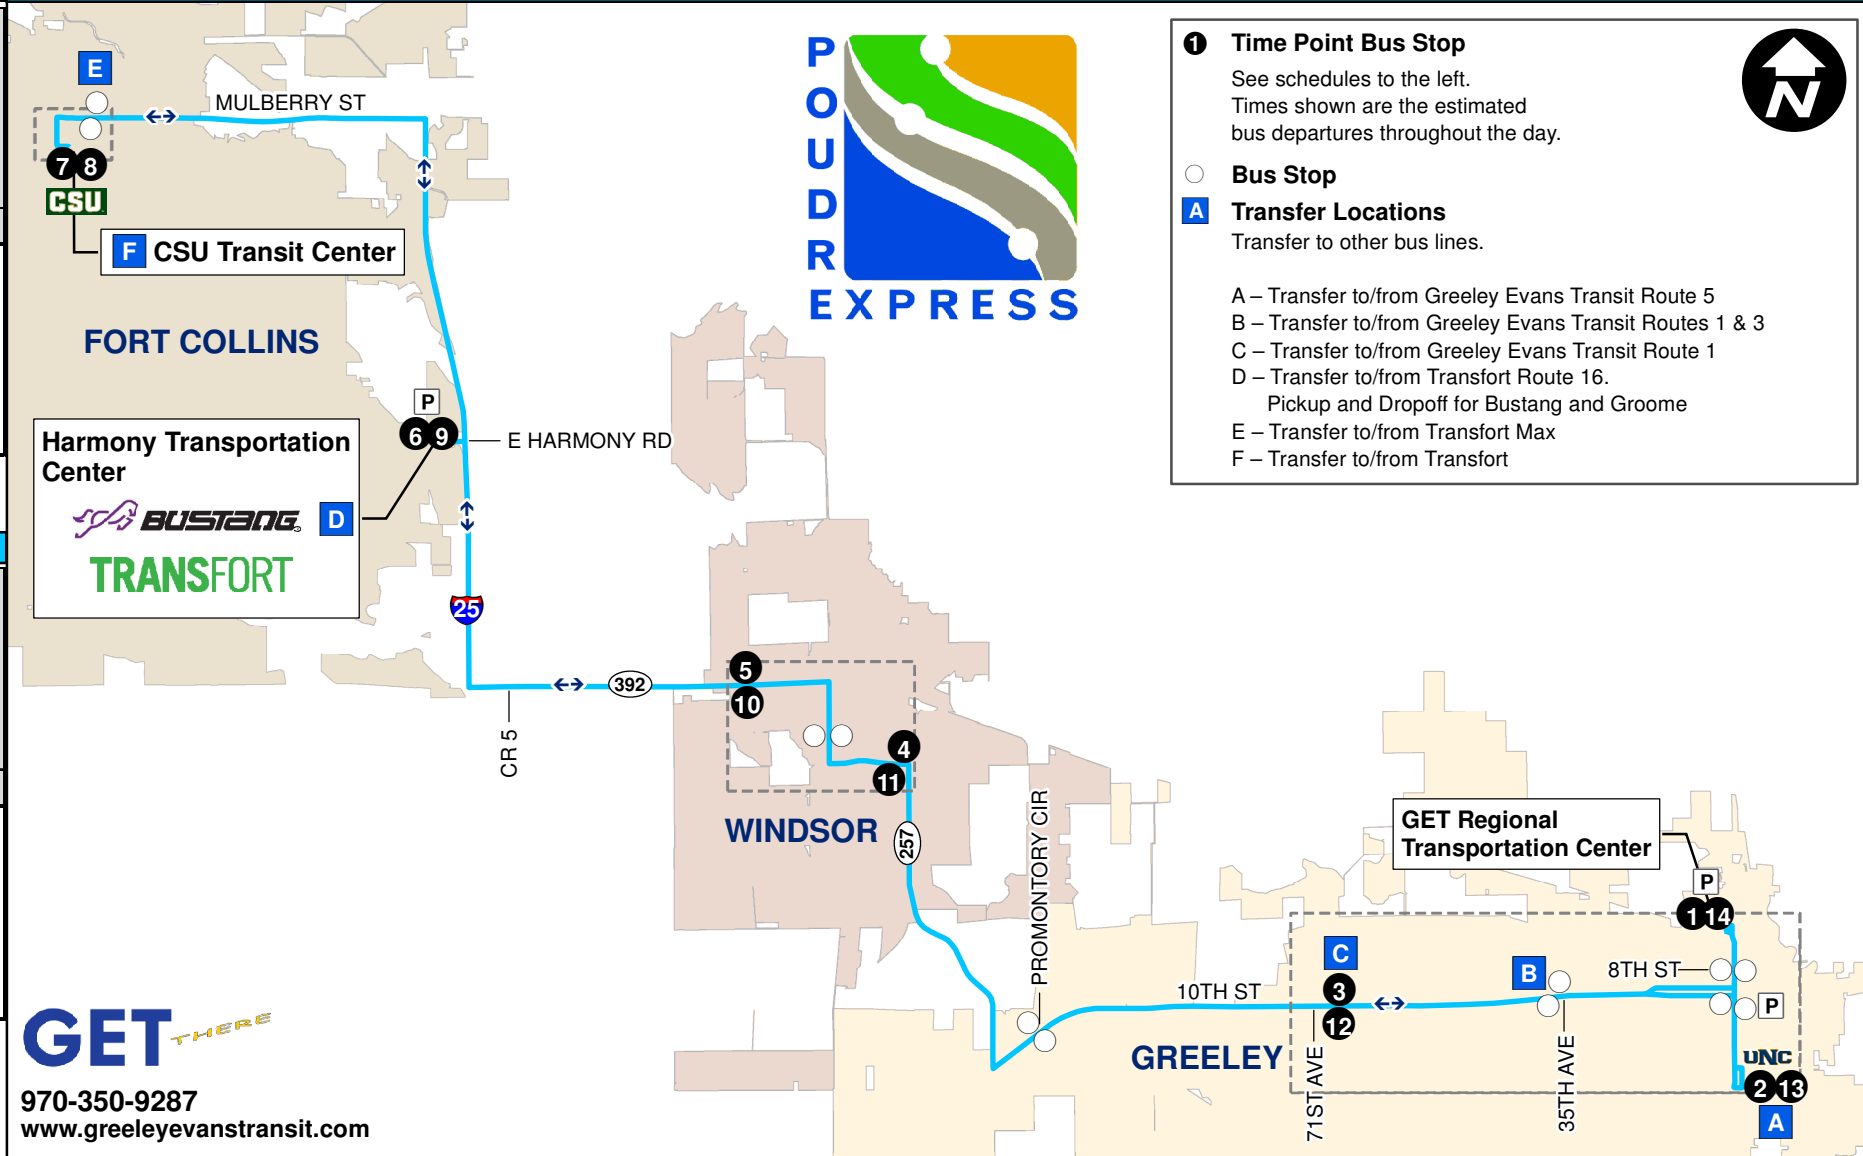 E
MULBERRY ST
7 8
CSU
F CSU Transit Center
FORT COLLINS
P
6 9
E HARMONY RD
Harmony Transportation
Center
BUSTANG
D
TRANSFORT
25
392
CR 5
5
10
4
11
WINDSOR
257
PROMONTORY CIR
POUDRE
EXPRESS
1 Time Point Bus Stop
See schedules to the left.
Times shown are the estimated
bus departures throughout the day.
N
Bus Stop
A Transfer Locations
Transfer to other bus lines.
A – Transfer to/from Greeley Evans Transit Route 5
B – Transfer to/from Greeley Evans Transit Routes 1 & 3
C – Transfer to/from Greeley Evans Transit Route 1
D – Transfer to/from Transfort Route 16.
Pickup and Dropoff for Bustang and Groome
E – Transfer to/from Transfort Max
F – Transfer to/from Transfort
GET Regional
Transportation Center
P
1 14
C
3
12
10TH ST
B
8TH ST
P
GREELEY
71ST AVE
35TH AVE
UNC
2 13
A
GET THERE
970-350-9287
www.greeleyevanstransit.com